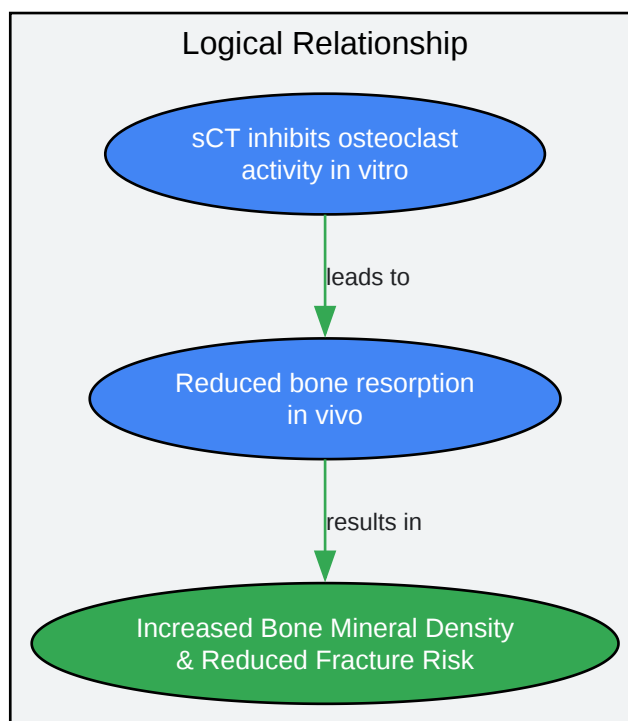 Logical Relationship
sCT inhibits osteoclast
activity in vitro
leads to
Reduced bone resorption
in vivo
results in
Increased Bone Mineral Density
& Reduced Fracture Risk